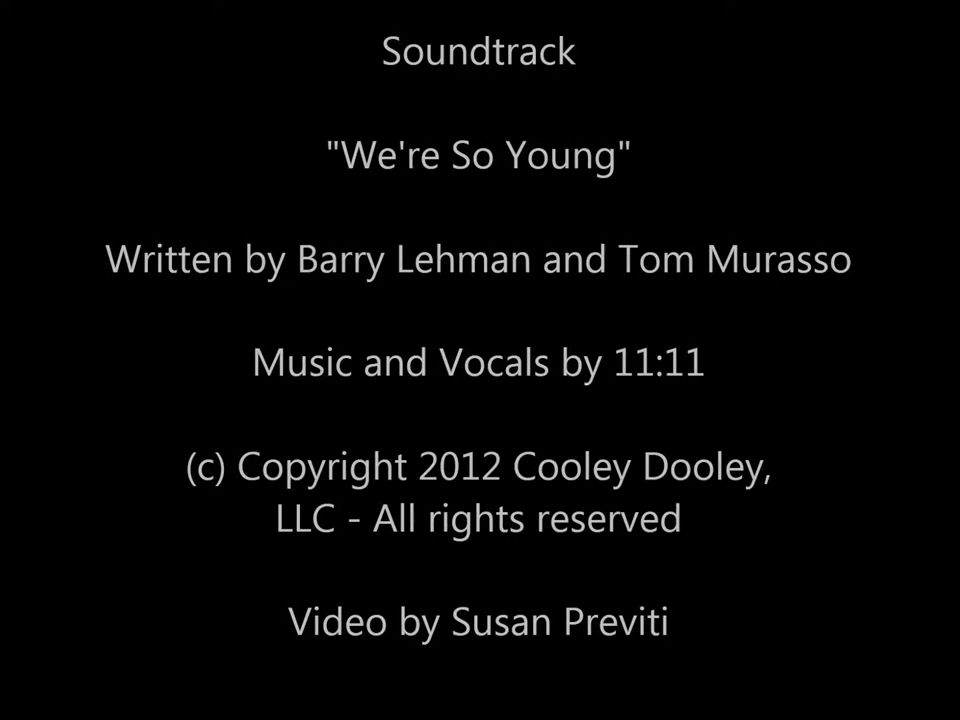 Soundtrack
"We're So Young"
Written by Barry Lehman and Tom Murasso
Music and Vocals by 11:11
(c) Copyright 2012 Cooley Dooley,
LLC - All rights reserved
Video by Susan Previti